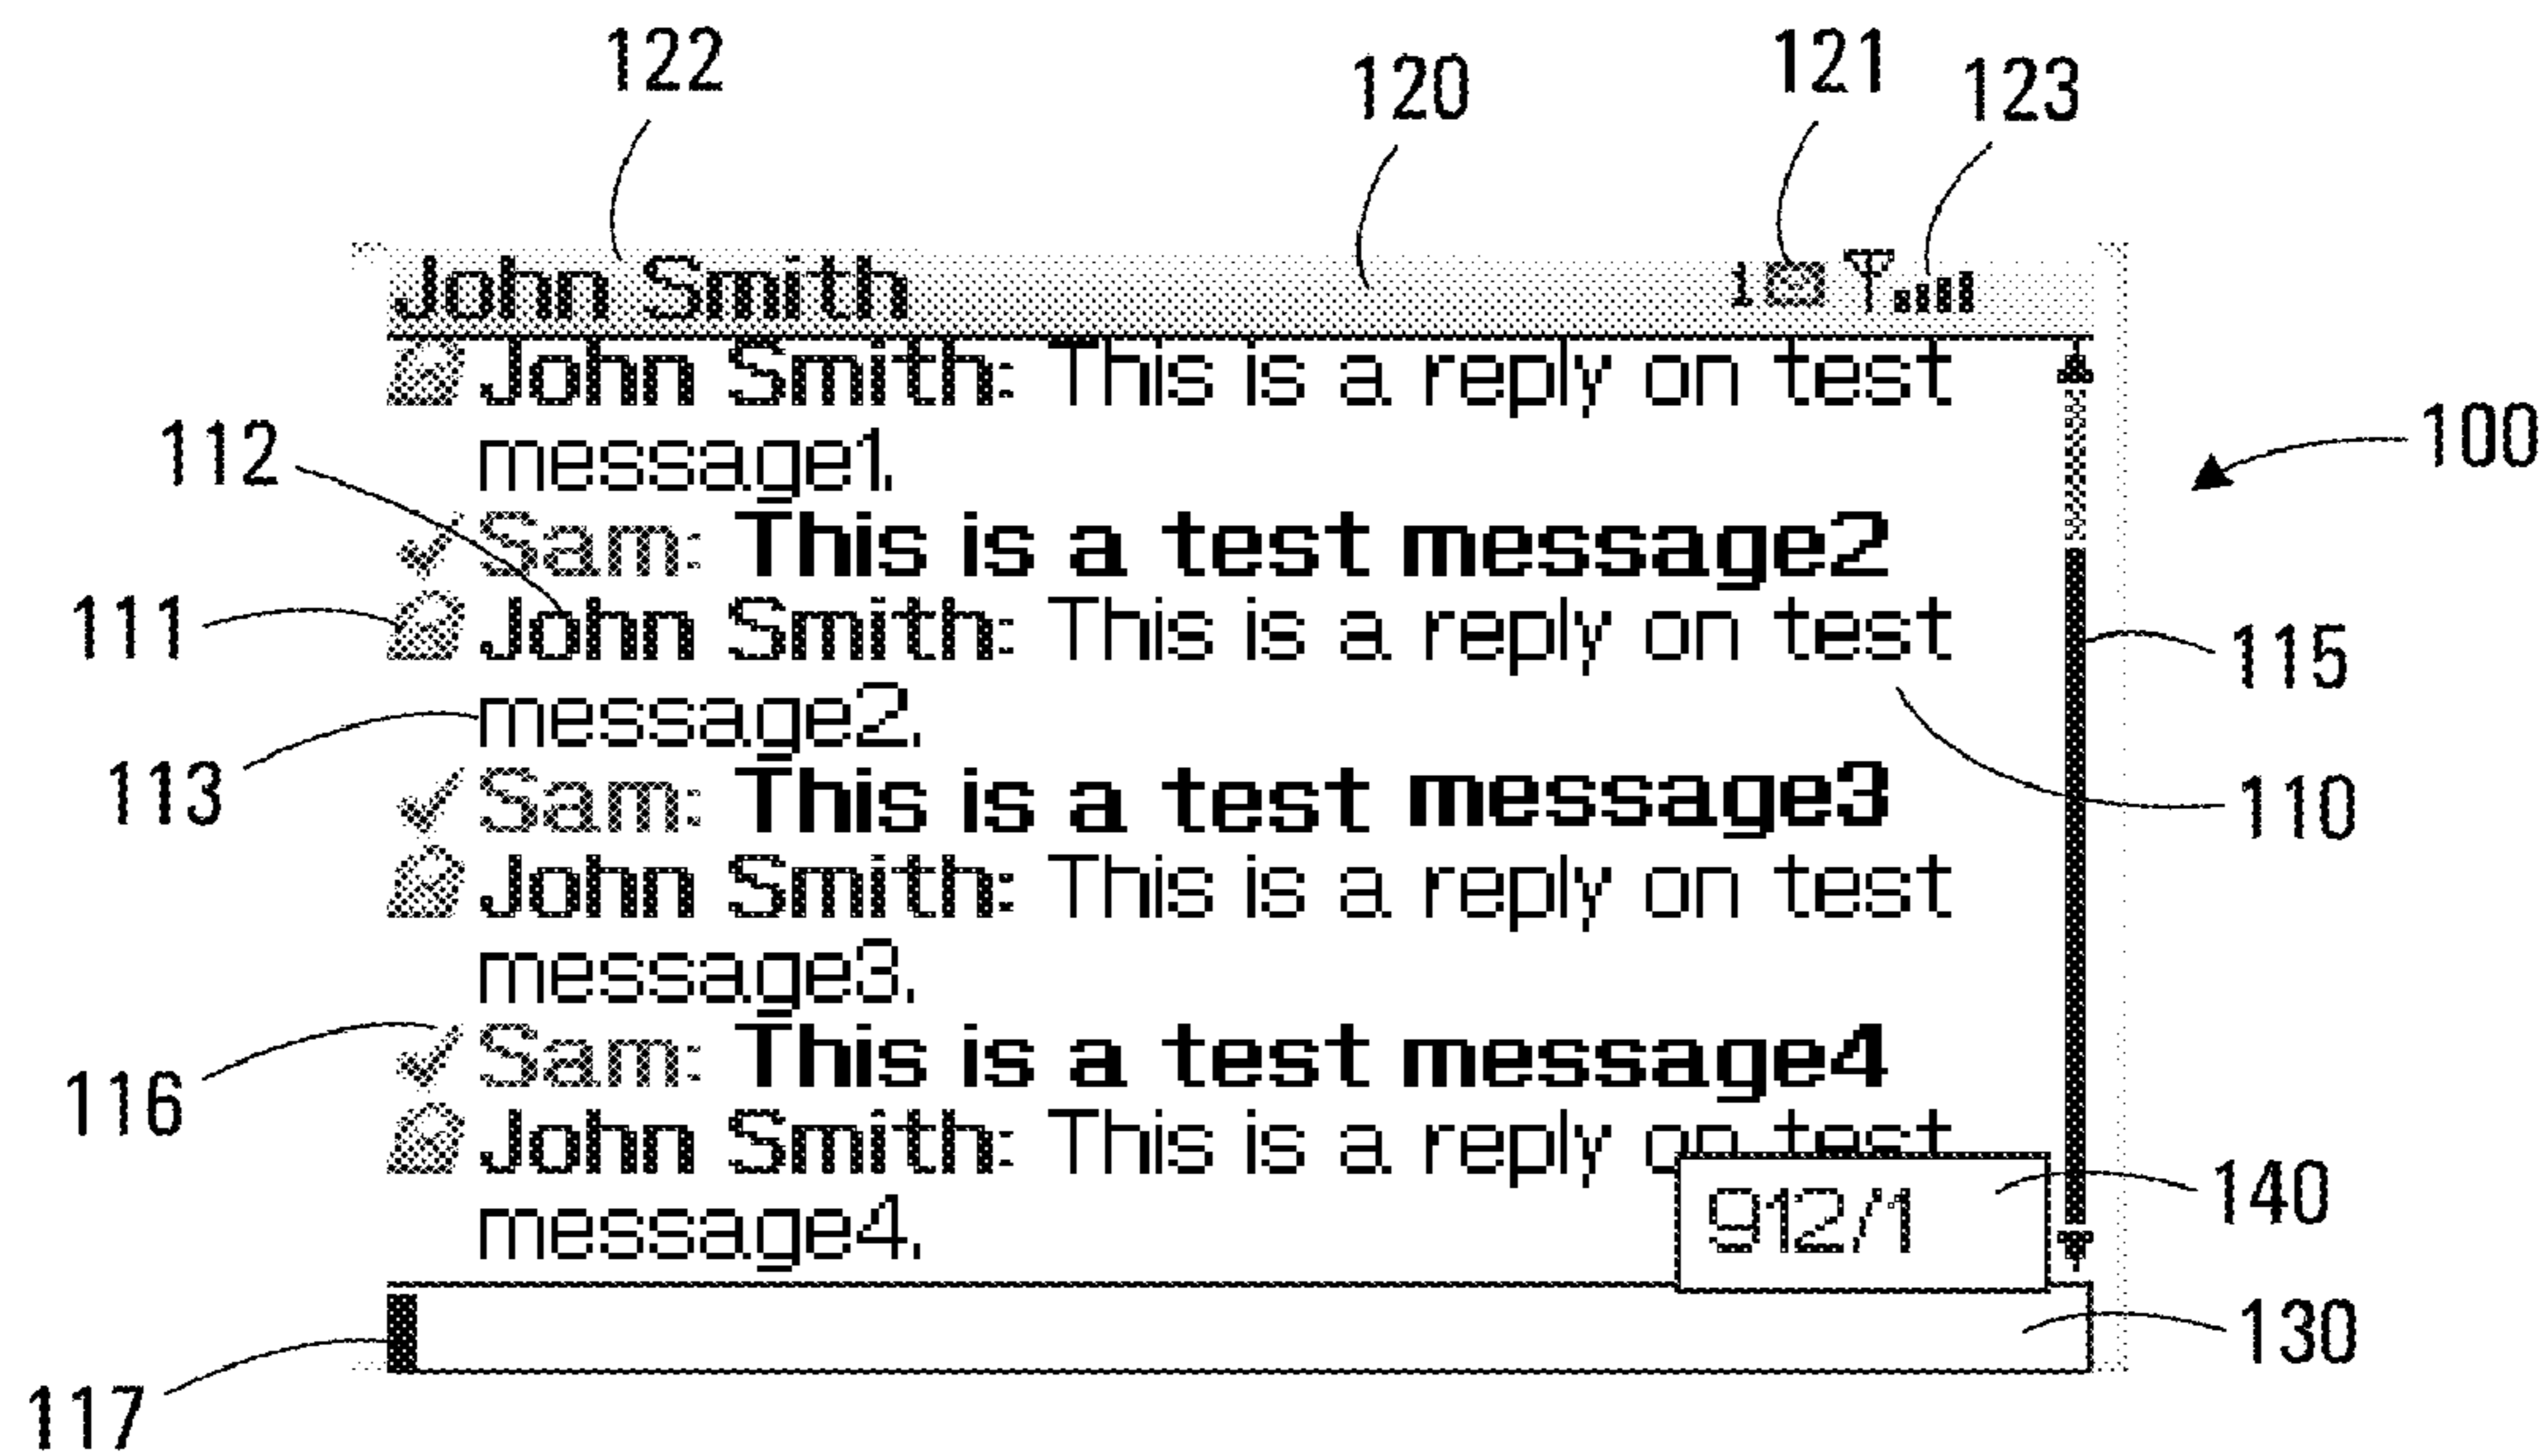 122
120
121
123
John Smith 1
John Smith: This is a reply on test
message1.
100
112
Sam: This is a test message2
111
John Smith: This is a reply on test
115
113
message2.
Sam: This is a test message3
110
John Smith: This is a reply on test
message3.
116
Sam: This is a test message4
John Smith: This is a reply on test
140
message4.
912/1
130
117